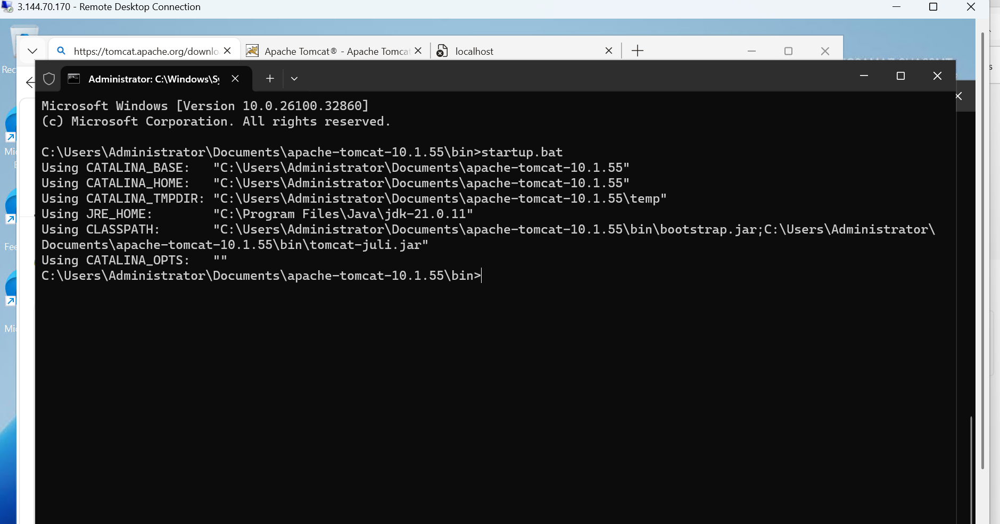 3.144.70.170 - Remote Desktop Connection
https://tomcat.apache.org/downlo
Apache Tomcat® - Apache Tomcat
localhost
Rec
Administrator: C:\Windows\Sy
Microsoft Windows [Version 10.0.26100.32860]
(c) Microsoft Corporation. All rights reserved.
C:\Users\Administrator\Documents\apache-tomcat-10.1.55\bin>startup.bat
Using CATALINA_BASE:   "C:\Users\Administrator\Documents\apache-tomcat-10.1.55"
Using CATALINA_HOME:   "C:\Users\Administrator\Documents\apache-tomcat-10.1.55"
Using CATALINA_TMPDIR: "C:\Users\Administrator\Documents\apache-tomcat-10.1.55\temp"
Using JRE_HOME:        "C:\Program Files\Java\jdk-21.0.11"
Using CLASSPATH:       "C:\Users\Administrator\Documents\apache-tomcat-10.1.55\bin\bootstrap.jar;C:\Users\Administrator\
Documents\apache-tomcat-10.1.55\bin\tomcat-juli.jar"
Using CATALINA_OPTS:   ""
C:\Users\Administrator\Documents\apache-tomcat-10.1.55\bin>
Mic
Fee
Mic
s